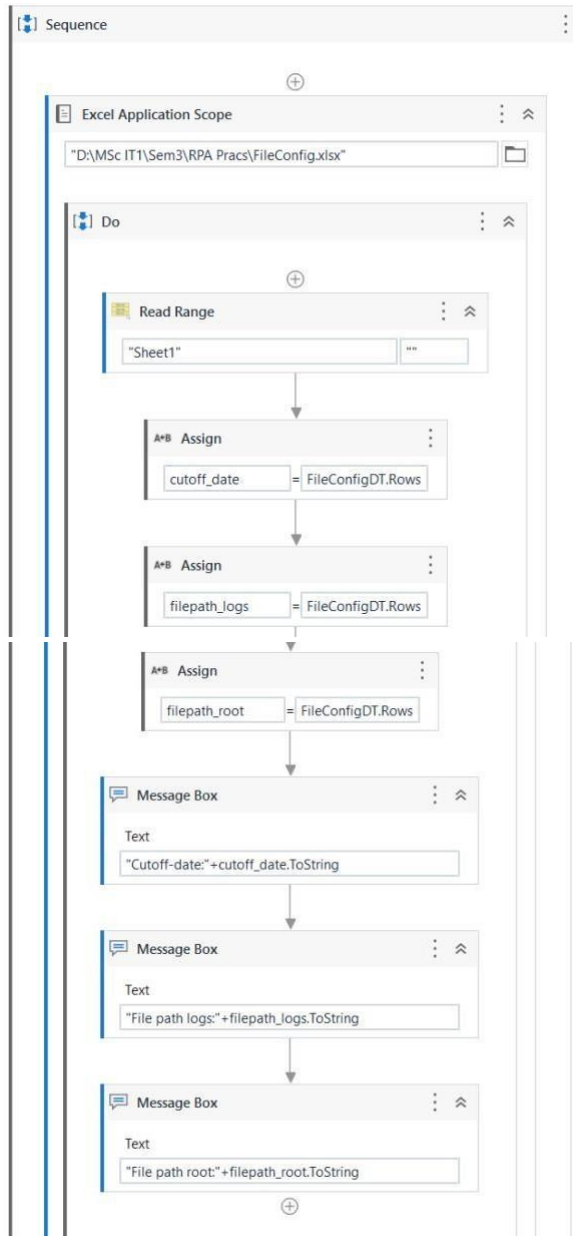 Sequence
Excel Application Scope
"D:\MSc IT1\Sem3\RPA Pracs\FileConfig.xlsx"
Do
Read Range
"Sheet1" ""
A+B Assign
cutoff_date = FileConfigDT.Rows
A+B Assign
filepath_logs = FileConfigDT.Rows
A+B Assign
filepath_root = FileConfigDT.Rows
Message Box
Text
"Cutoff-date:"+cutoff_date.ToString
Message Box
Text
"File path logs:"+filepath_logs.ToString
Message Box
Text
"File path root:"+filepath_root.ToString